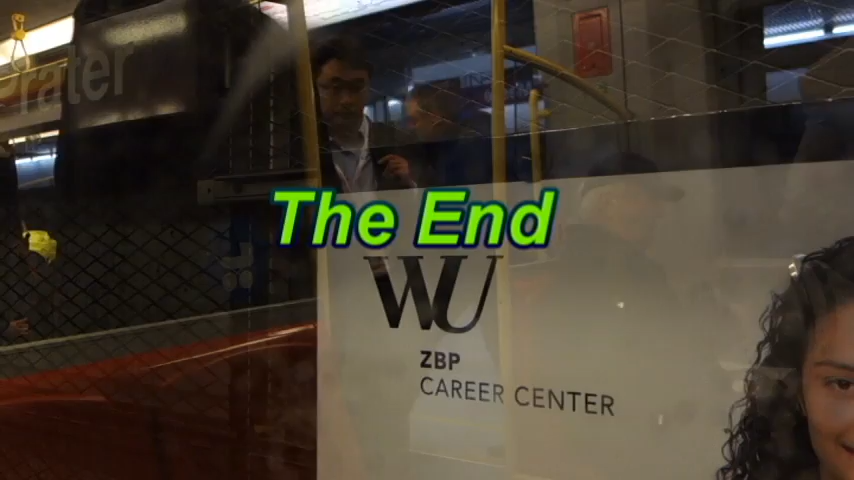 Prater
The End
WU
ZBP
CAREER CENTER